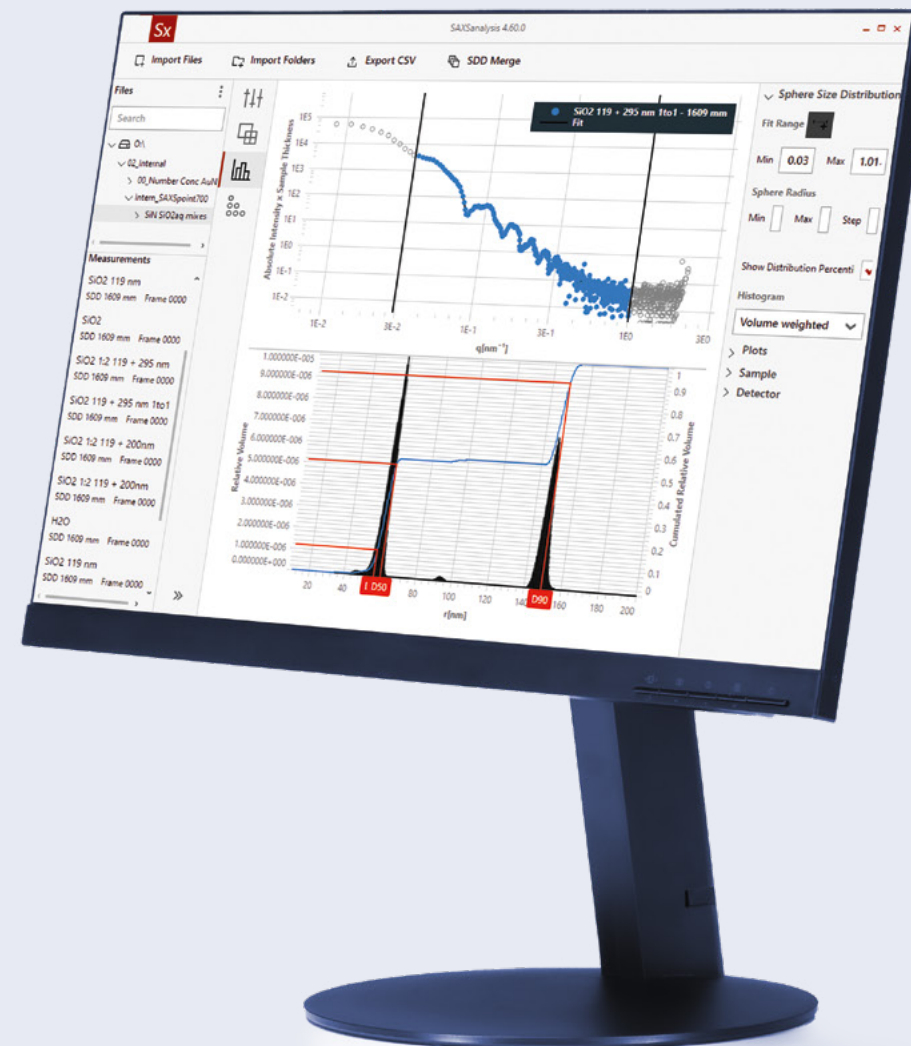 Sx
SAXSanalysis 4.60.0
Import Files Import Folders Export CSV SDD Merge
Files
Search
O:\
02_Internal
00_Number Conc AuN
intern_SAXSpoint700
SiN SiO2aq mixes
Measurements
SiO2 119 nm
SDD 1609 mm Frame 0000
SiO2
SDD 1609 mm Frame 0000
SiO2 1:2 119 + 295 nm
SDD 1609 mm Frame 0000
SiO2 119 + 295 nm 1to1
SDD 1609 mm Frame 0000
SiO2 1:2 119 + 200nm
SDD 1609 mm Frame 0000
SiO2 1:2 119 + 200nm
SDD 1609 mm Frame 0000
H2O
SDD 1609 mm Frame 0000
SiO2 119 nm
SDD 1609 mm Frame 0000
SiO2 119 + 295 nm 1to1 - 1609 mm
Fit
Absolute Intensity x Sample Thickness
1E5
1E4
1E3
1E2
1E1
1E0
1E-1
1E-2
1E-2 3E-2 1E-1 3E-1 1E0 3E0
q[nm⁻¹]
Relative Volume
1.000000E-005
9.000000E-006
8.000000E-006
7.000000E-006
6.000000E-006
5.000000E-006
4.000000E-006
3.000000E-006
2.000000E-006
1.000000E-006
0.000000E+000
1
0.9
0.8
0.7
0.6
0.5
0.4
0.3
0.2
0.1
0
Cumulated Relative Volume
20 40 80 100 120 140 160 180 200
D50 D90
r[nm]
Sphere Size Distribution
Fit Range
Min 0.03 Max 1.01
Sphere Radius
Min Max Step
Show Distribution Percenti
Histogram
Volume weighted
Plots
Sample
Detector